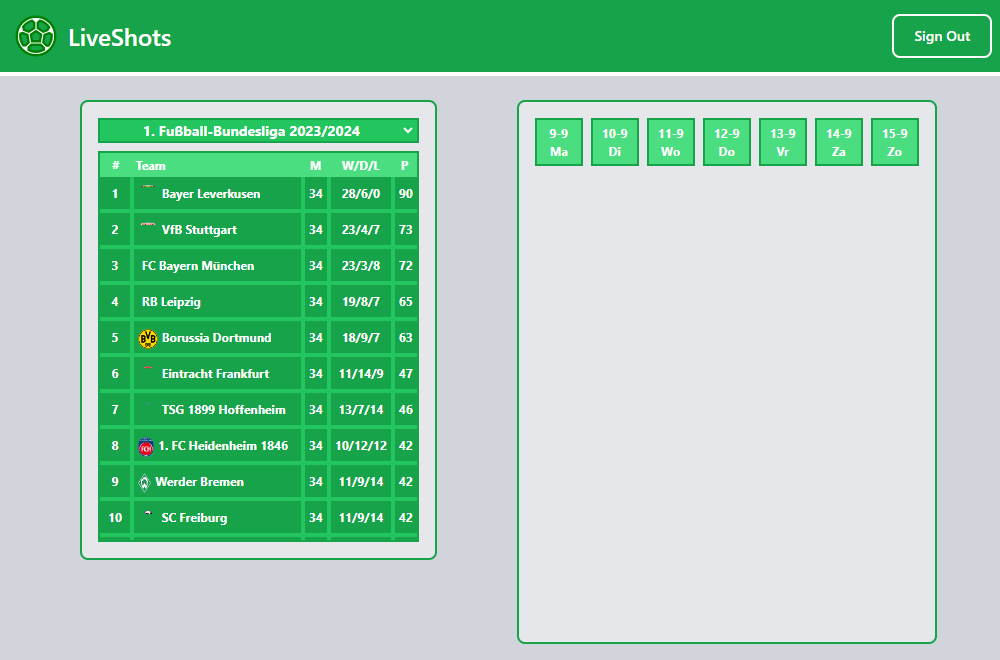 LiveShots
Sign Out
1. Fußball-Bundesliga 2023/2024
# Team M W/D/L P
1 Bayer Leverkusen 34 28/6/0 90
2 VfB Stuttgart 34 23/4/7 73
3 FC Bayern München 34 23/3/8 72
4 RB Leipzig 34 19/8/7 65
5 BVB 09 Borussia Dortmund 34 18/9/7 63
6 Eintracht Frankfurt 34 11/14/9 47
7 TSG 1899 Hoffenheim 34 13/7/14 46
8 FCH 1. FC Heidenheim 1846 34 10/12/12 42
9 W Werder Bremen 34 11/9/14 42
10 SC Freiburg 34 11/9/14 42
9-9 10-9 11-9 12-9 13-9 14-9 15-9
Ma Di Wo Do Vr Za Zo